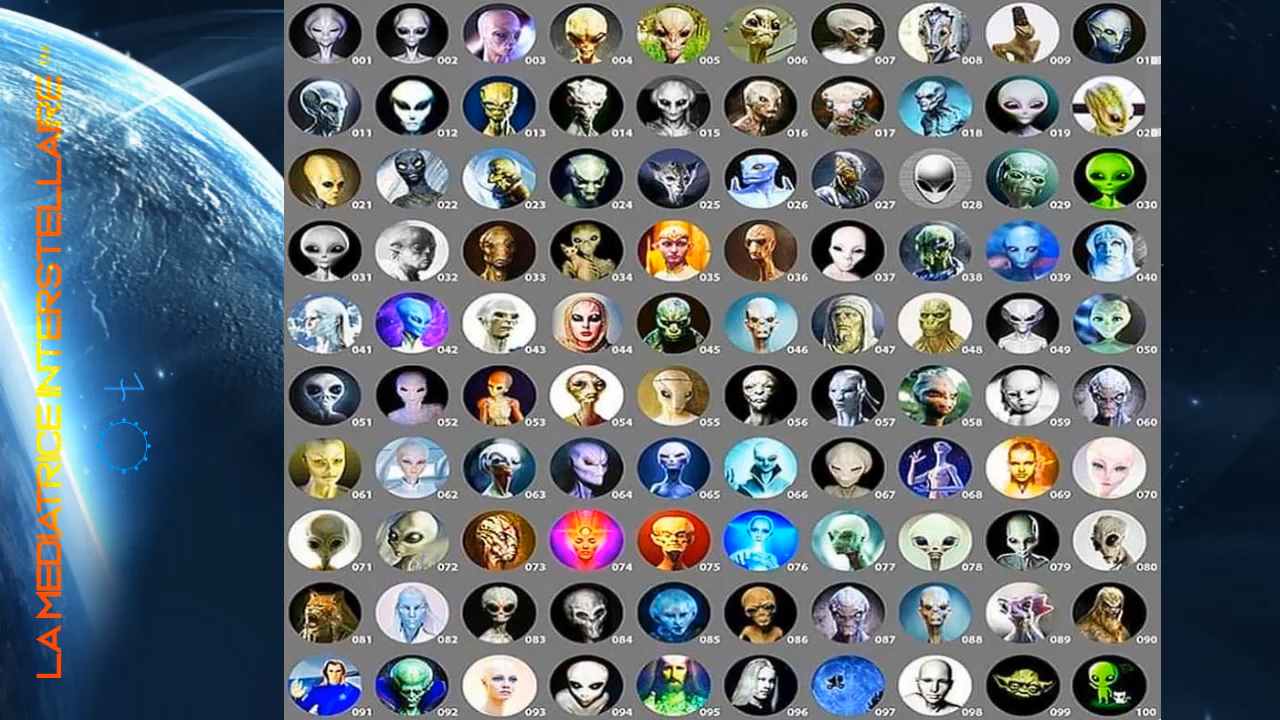 LA MEDIATRICE INTERSTELLAIRE™
001 002 003 004 005 006 007 008 009 010
011 012 013 014 015 016 017 018 019 020
021 022 023 024 025 026 027 028 029 030
031 032 033 034 035 036 037 038 039 040
041 042 043 044 045 046 047 048 049 050
051 052 053 054 055 056 057 058 059 060
061 062 063 064 065 066 067 068 069 070
071 072 073 074 075 076 077 078 079 080
081 082 083 084 085 086 087 088 089 090
091 092 093 094 095 096 097 098 099 100